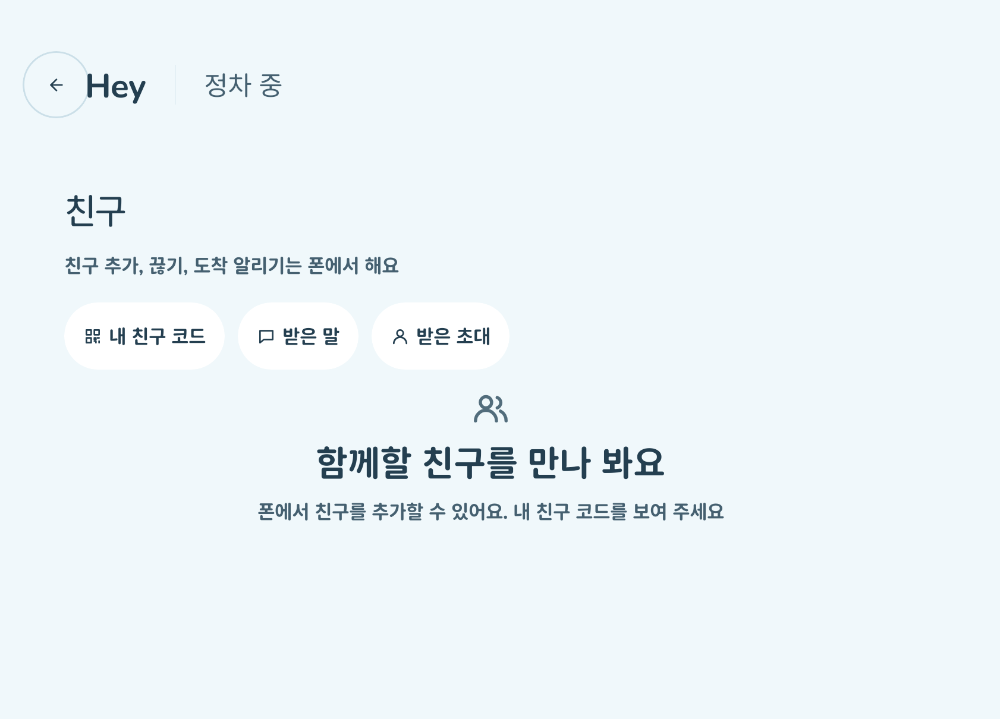 Hey 정차 중
친구
친구 추가, 끊기, 도착 알리기는 폰에서 해요
내 친구 코드 받은 말 받은 초대
함께할 친구를 만나 봐요
폰에서 친구를 추가할 수 있어요. 내 친구 코드를 보여 주세요